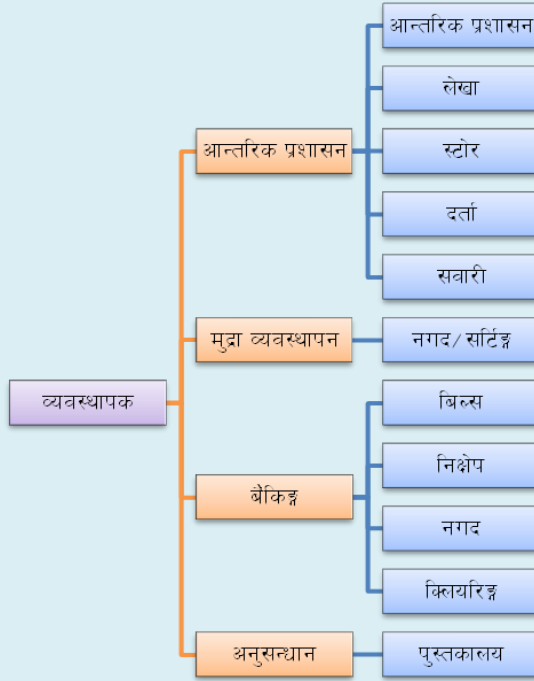 व्यवस्थापक
आन्तरिक प्रशासन
आन्तरिक प्रशासन
लेखा
स्टोर
दर्ता
सवारी
मुद्रा व्यवस्थापन
नगद/सर्टिङ्ग
बैंकिङ्ग
बिल्स
निक्षेप
नगद
क्लियरिङ्ग
अनुसन्धान
पुस्तकालय